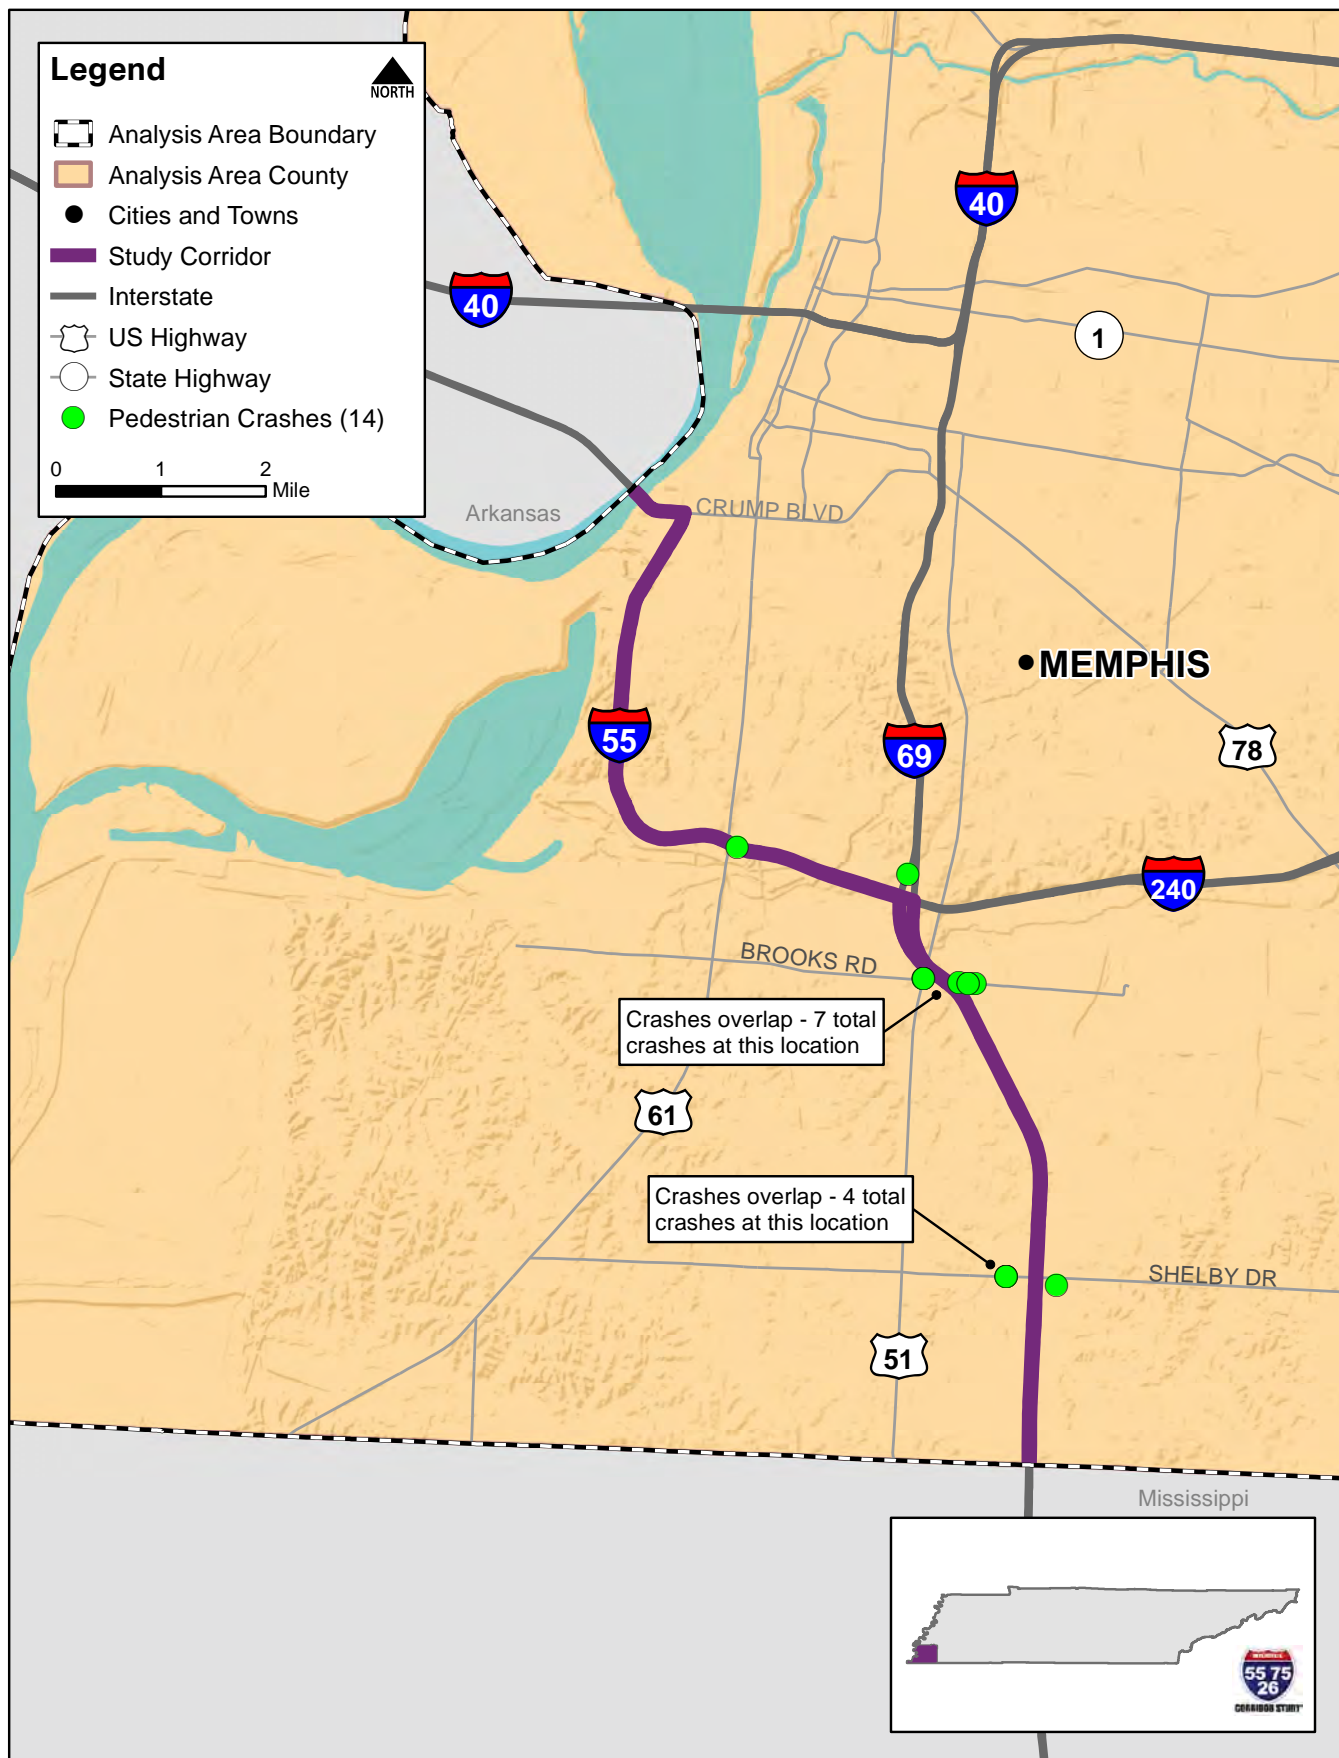 Legend
NORTH
Analysis Area Boundary
Analysis Area County
Cities and Towns
Study Corridor
Interstate
US Highway
State Highway
Pedestrian Crashes (14)
0 1 2
Mile
40
40
1
Arkansas
CRUMP BLVD
MEMPHIS
55
69
78
240
BROOKS RD
Crashes overlap - 7 total
crashes at this location
61
Crashes overlap - 4 total
crashes at this location
SHELBY DR
51
Mississippi
INTERSTATE
55 75
26
CORRIDOR STUDY